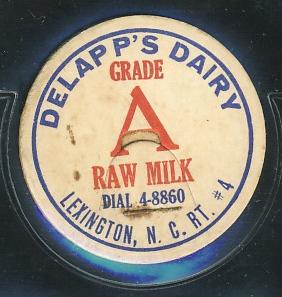 DELAPP'S DAIRY
GRADE
A
RAW MILK
DIAL 4-8860
LEXINGTON, N. C. RT. #4